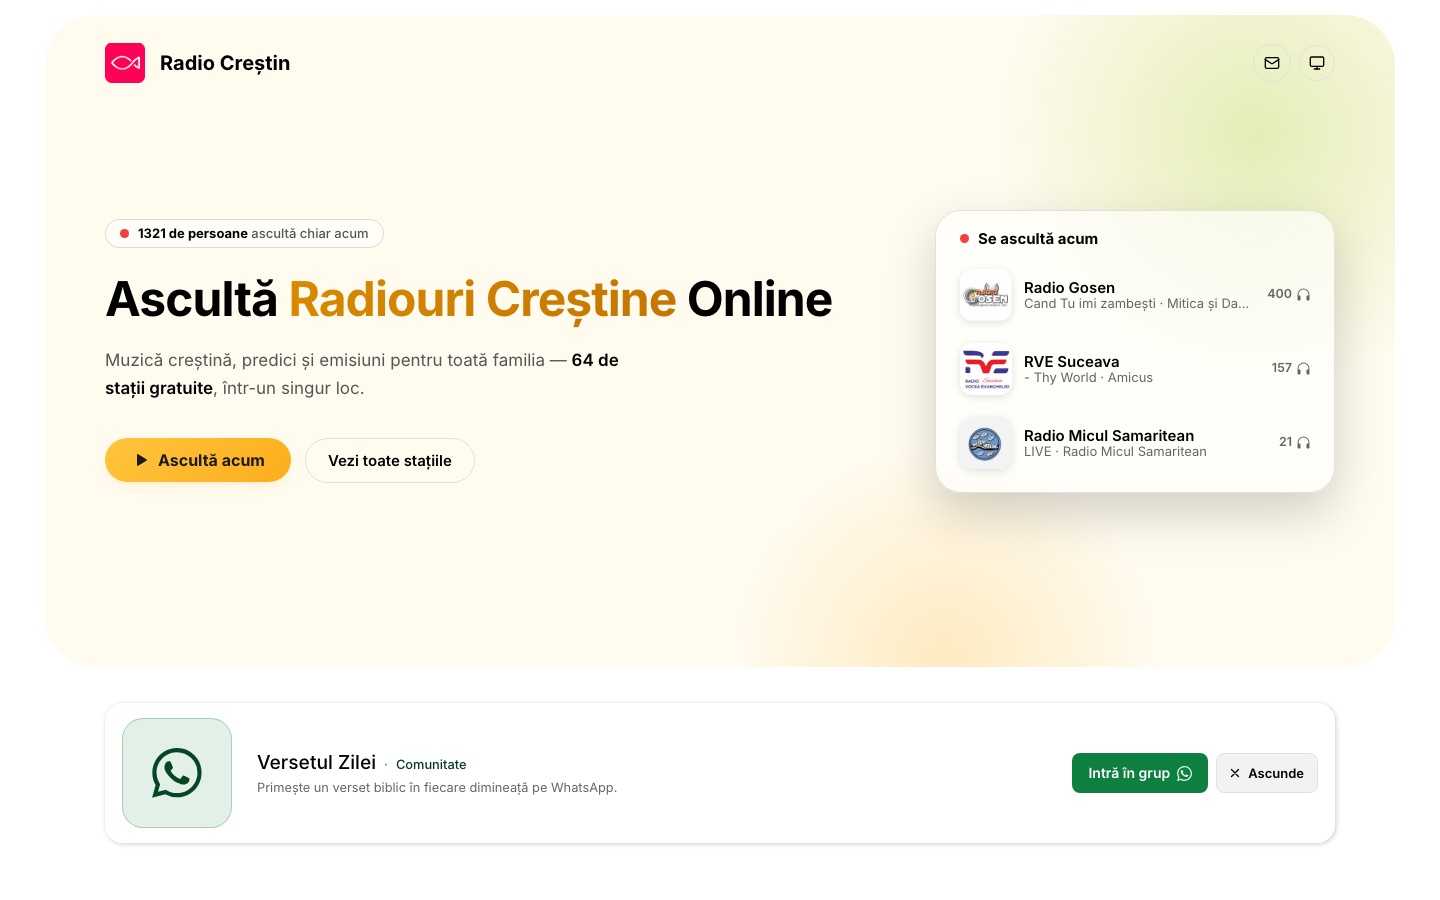 Radio Creștin
1321 de persoane ascultă chiar acum
Ascultă Radiouri Creștine Online
Muzică creștină, predici și emisiuni pentru toată familia — 64 de
stații gratuite, într-un singur loc.
Ascultă acum
Vezi toate stațiile
Se ascultă acum
Radio Gosen
Cand Tu imi zambești · Mitica și Da...
400
RVE Suceava
- Thy World · Amicus
157
Radio Micul Samaritean
LIVE · Radio Micul Samaritean
21
Versetul Zilei · Comunitate
Primește un verset biblic în fiecare dimineață pe WhatsApp.
Intră în grup
Ascunde